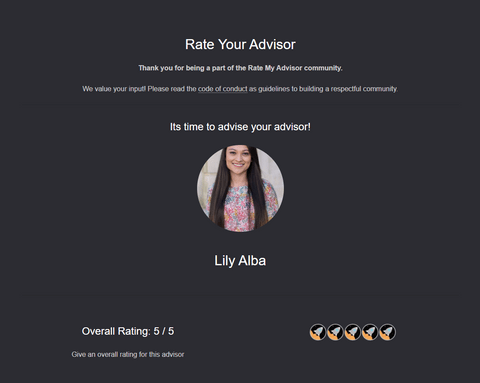 Rate Your Advisor
Thank you for being a part of the Rate My Advisor community.
We value your input! Please read the code of conduct as guidelines to building a respectful community.
Its time to advise your advisor!
Lily Alba
Overall Rating: 5 / 5
Give an overall rating for this advisor